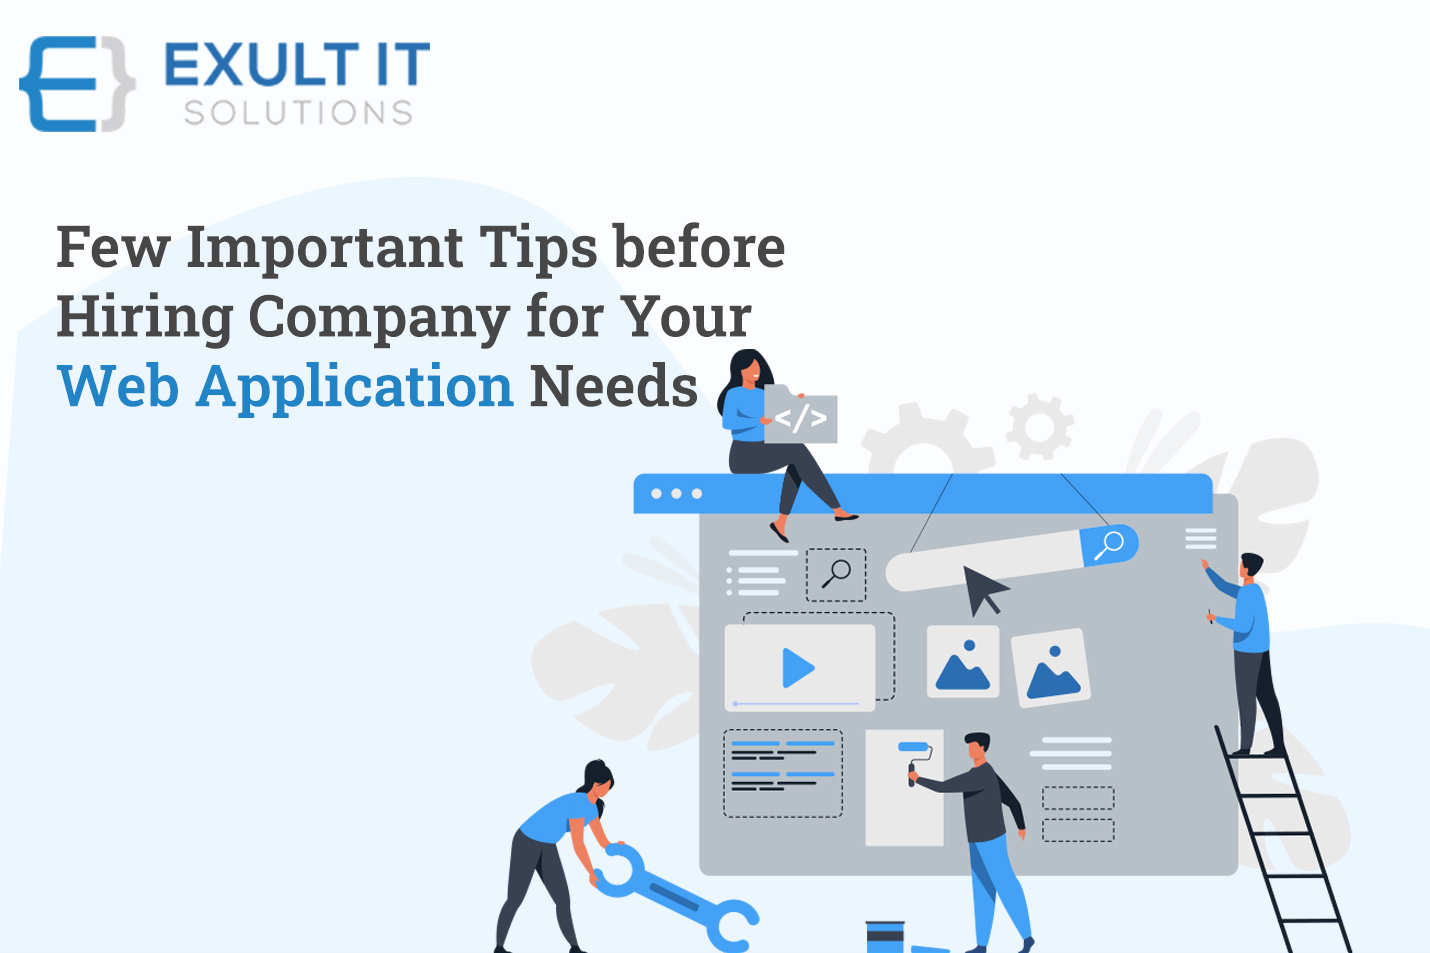 EXULT IT
SOLUTIONS
Few Important Tips before
Hiring Company for Your
Web Application Needs
</>